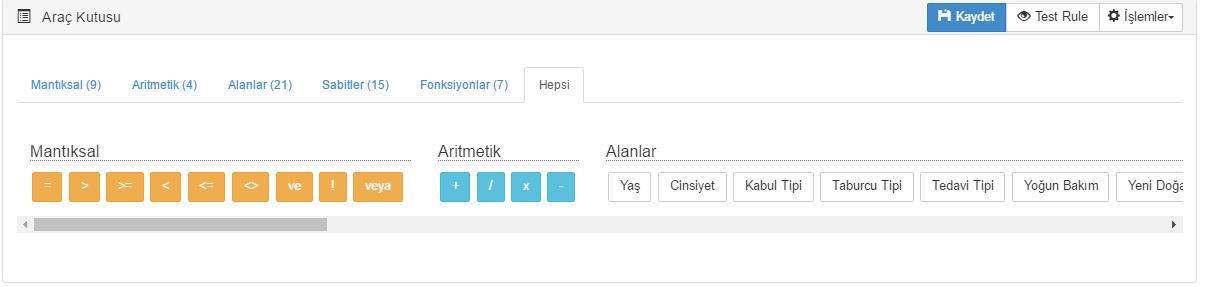 Araç Kutusu Kaydet Test Rule İşlemler
Mantıksal (9) Aritmetik (4) Alanlar (21) Sabitler (15) Fonksiyonlar (7) Hepsi
Mantıksal Aritmetik Alanlar
= > >= < <= <> ve ! veya + / x - Yaş Cinsiyet Kabul Tipi Taburcu Tipi Tedavi Tipi Yoğun Bakım Yeni Doğa